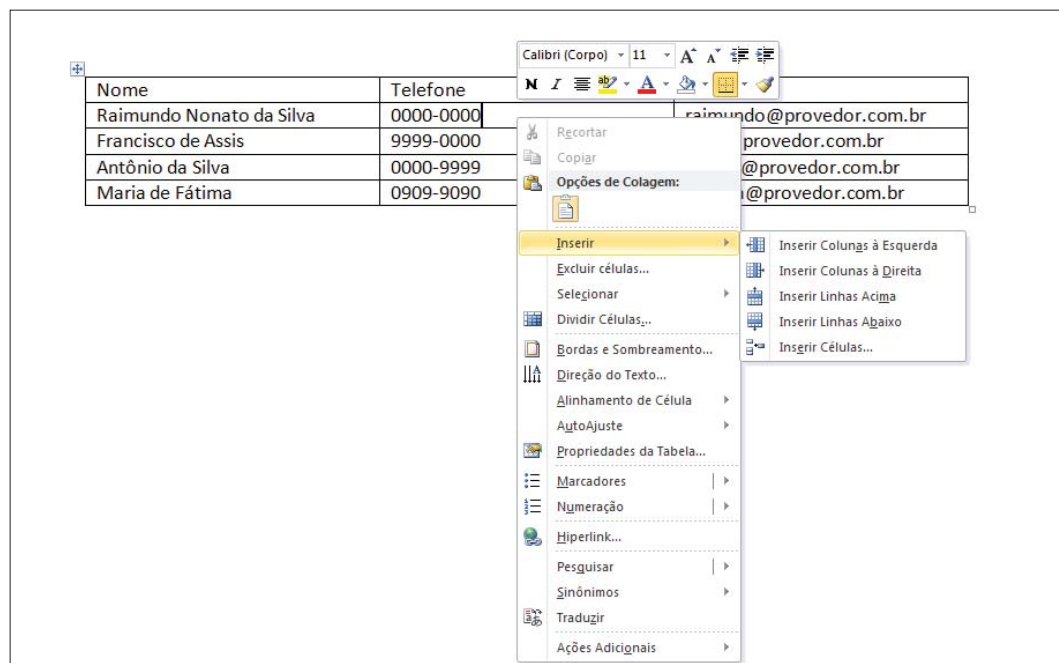 Calibri (Corpo) 11 A A
N I ab A
Nome Telefone
Raimundo Nonato da Silva 0000-0000 raimundo@provedor.com.br
Francisco de Assis 9999-0000 provedor.com.br
Antônio da Silva 0000-9999 @provedor.com.br
Maria de Fátima 0909-9090 @provedor.com.br
Recortar
Copiar
Opções de Colagem:
Inserir
Excluir células...
Selecionar
Dividir Células...
Bordas e Sombreamento...
Direção do Texto...
Alinhamento de Célula
AutoAjuste
Propriedades da Tabela...
Marcadores
Numeração
Hiperlink...
Pesquisar
Sinônimos
Traduzir
Ações Adicionais
Inserir Colunas à Esquerda
Inserir Colunas à Direita
Inserir Linhas Acima
Inserir Linhas Abaixo
Inserir Células...